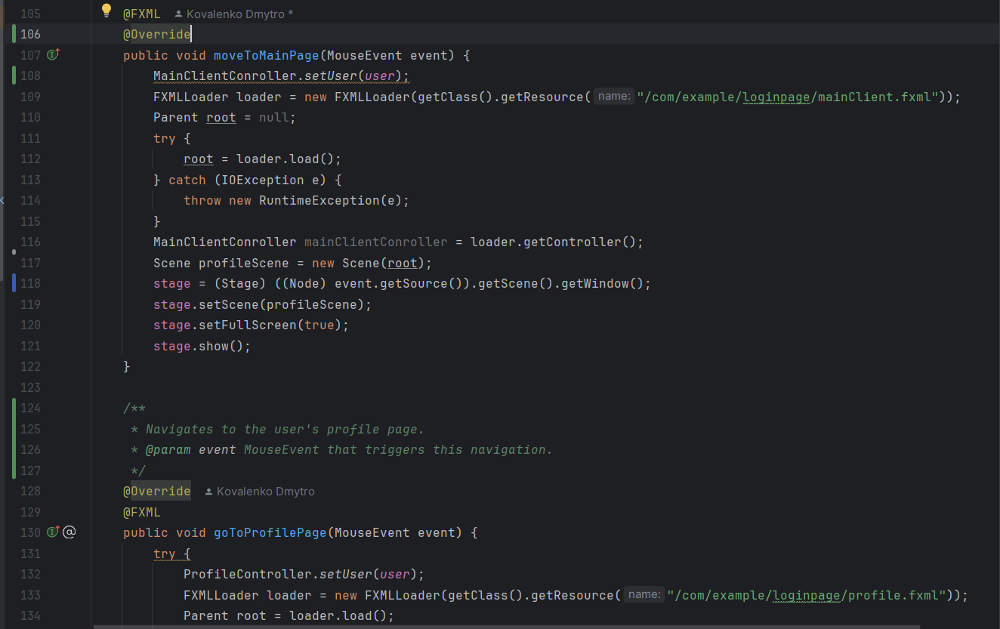 105 @FXML Kovalenko Dmytro *
106 @Override
107 public void moveToMainPage(MouseEvent event) {
108 MainClientConroller.setUser(user);
109 FXMLLoader loader = new FXMLLoader(getClass().getResource( name: "/com/example/loginpage/mainClient.fxml"));
110 Parent root = null;
111 try {
112 root = loader.load();
113 } catch (IOException e) {
114 throw new RuntimeException(e);
115 }
116 MainClientConroller mainClientConroller = loader.getController();
117 Scene profileScene = new Scene(root);
118 stage = (Stage) ((Node) event.getSource()).getScene().getWindow();
119 stage.setScene(profileScene);
120 stage.setFullScreen(true);
121 stage.show();
122 }
123
124 /**
125 * Navigates to the user's profile page.
126 * @param event MouseEvent that triggers this navigation.
127 */
128 @Override Kovalenko Dmytro
129 @FXML
130 public void goToProfilePage(MouseEvent event) {
131 try {
132 ProfileController.setUser(user);
133 FXMLLoader loader = new FXMLLoader(getClass().getResource( name: "/com/example/loginpage/profile.fxml"));
134 Parent root = loader.load();